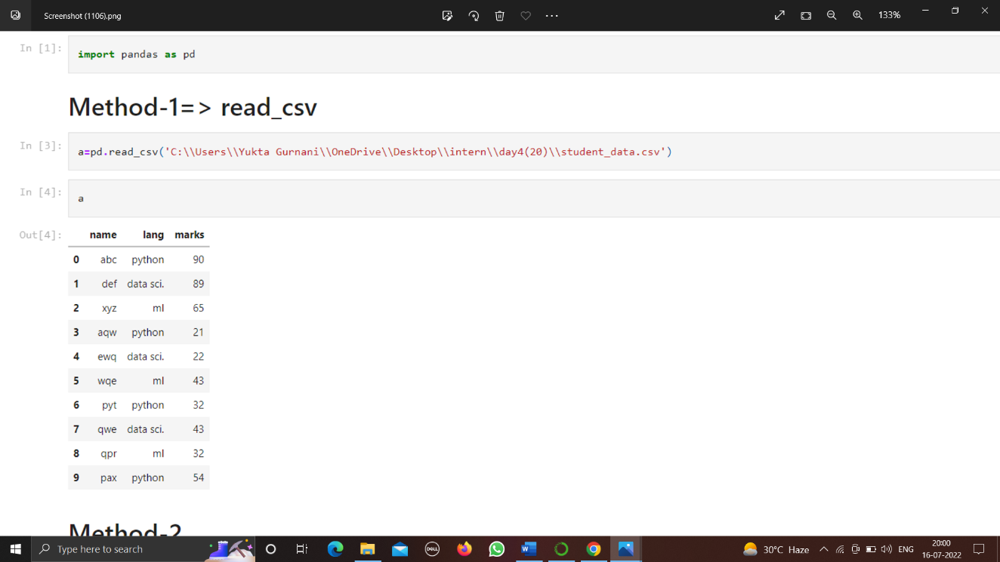 Screenshot (1106).png
133%
In [1]:
import pandas as pd
Method-1=> read_csv
In [3]:
a=pd.read_csv('C:\\Users\\Yukta Gurnani\\OneDrive\\Desktop\\intern\\day4(20)\\student_data.csv')
In [4]:
a
Out[4]:
name lang marks
0 abc python 90
1 def data sci. 89
2 xyz ml 65
3 aqw python 21
4 ewq data sci. 22
5 wqe ml 43
6 pyt python 32
7 qwe data sci. 43
8 qpr ml 32
9 pax python 54
Method-2
Type here to search
DELL
W
30°C Haze
ENG
20:00
16-07-2022